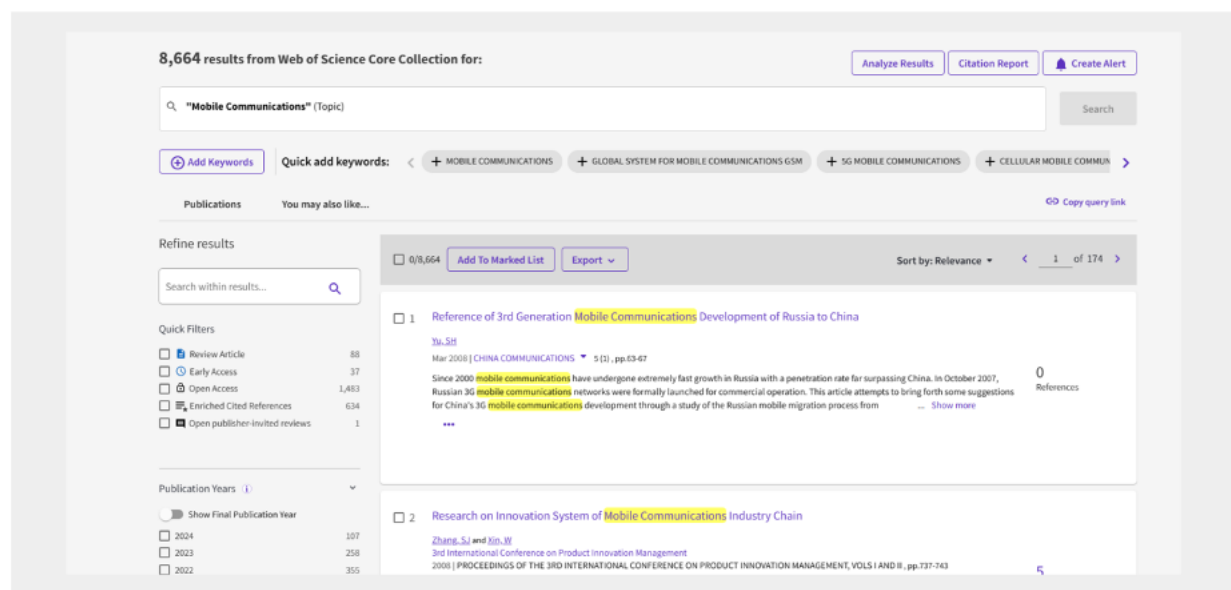 8,664 results from Web of Science Core Collection for:
Analyze Results
Citation Report
Create Alert
"Mobile Communications" (Topic)
Search
Add Keywords
Quick add keywords:
MOBILE COMMUNICATIONS
GLOBAL SYSTEM FOR MOBILE COMMUNICATIONS GSM
5G MOBILE COMMUNICATIONS
CELLULAR MOBILE COMMUN
Publications
You may also like...
Copy query link
Refine results
0/8,664
Add To Marked List
Export
Sort by: Relevance
1 of 174
Search within results...
Quick Filters
Review Article 88
Early Access 37
Open Access 1,483
Enriched Cited References 634
Open publisher-invited reviews 1
Publication Years
Show Final Publication Year
2024 107
2023 258
2022 355
1 Reference of 3rd Generation Mobile Communications Development of Russia to China
Yu, SH
Mar 2008 | CHINA COMMUNICATIONS 5 (1), pp.63-67
Since 2000 mobile communications have undergone extremely fast growth in Russia with a penetration rate far surpassing China. In October 2007,
Russian 3G mobile communications networks were formally launched for commercial operation. This article attempts to bring forth some suggestions
for China's 3G mobile communications development through a study of the Russian mobile migration process from ... Show more
0
References
2 Research on Innovation System of Mobile Communications Industry Chain
Zhang, SJ and Xin, W
3rd International Conference on Product Innovation Management
2008 | PROCEEDINGS OF THE 3RD INTERNATIONAL CONFERENCE ON PRODUCT INNOVATION MANAGEMENT, VOLS I AND II, pp.737-743
5